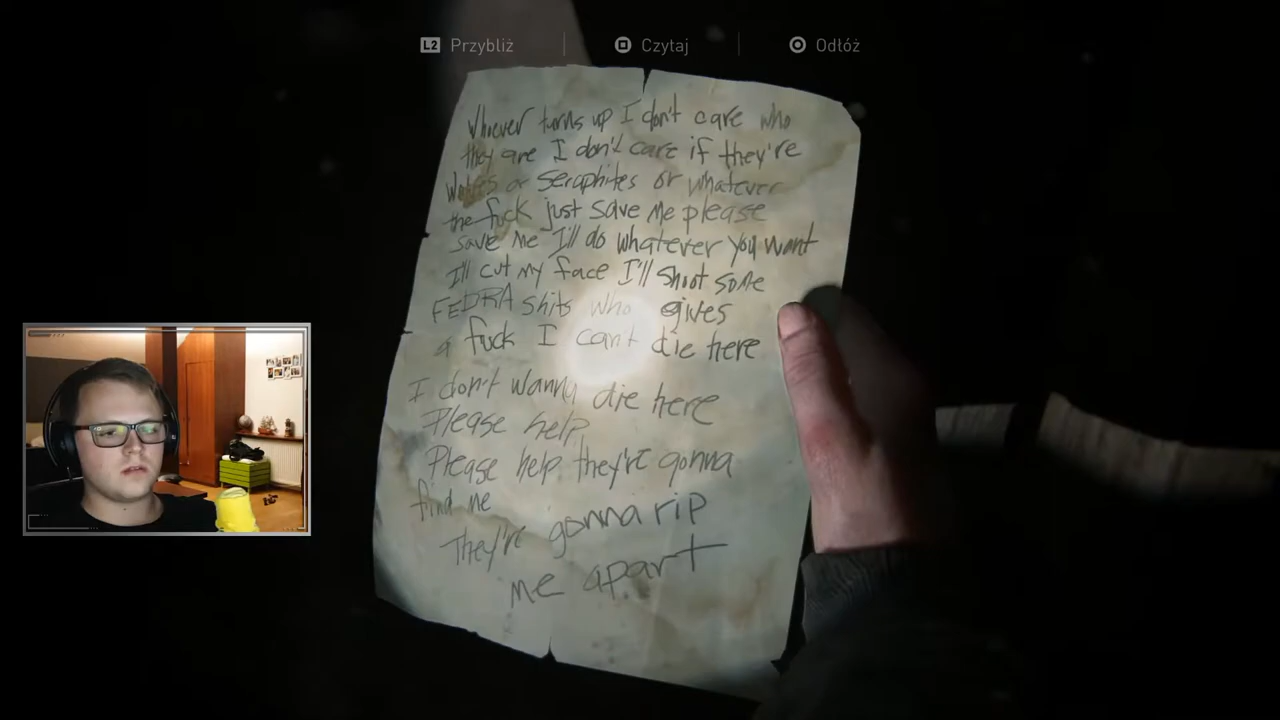 L2 Przybliż
Czytaj
Odłóż
Whoever turns up I don't care who
they are I don't care if they're
Wolves or Seraphites or whatever
the fuck just save me please
save me I'll do whatever you want
I'll cut my face I'll shoot some
FEDRA shits who gives
a fuck I can't die here
I don't wanna die here
Please help
Please help they're gonna
find me
They're gonna rip
me apart